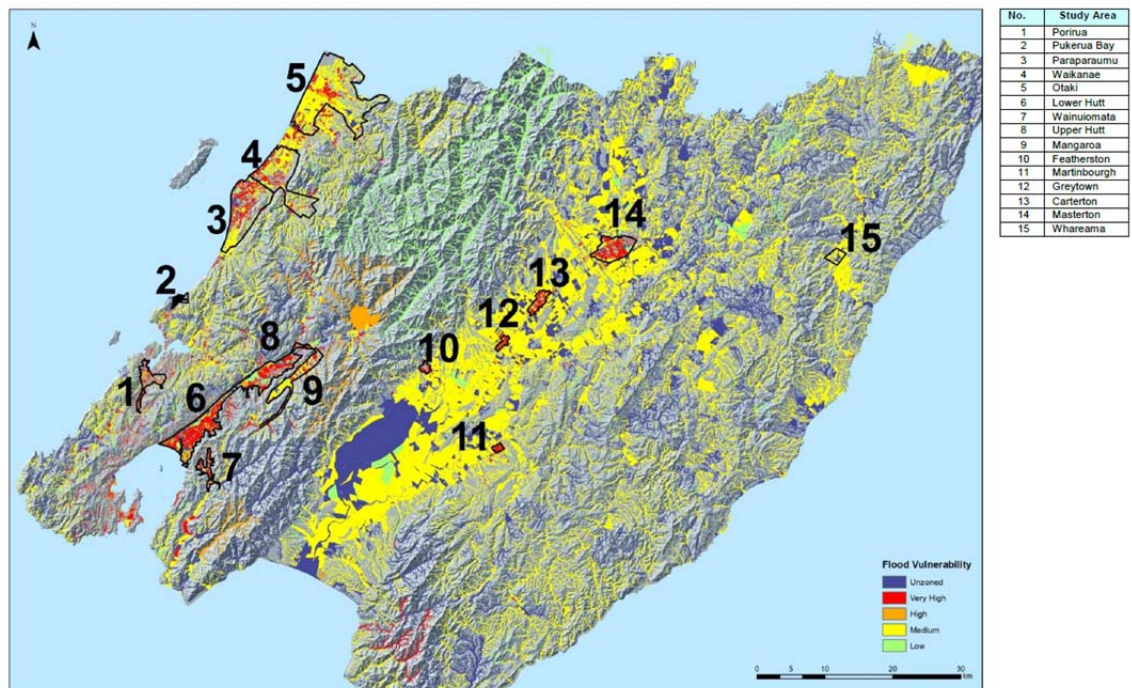 N
No. Study Area
1 Porirua
2 Pukerua Bay
3 Paraparaumu
4 Waikanae
5 Otaki
6 Lower Hutt
7 Wainuiomata
8 Upper Hutt
9 Mangaroa
10 Featherston
11 Martinbourgh
12 Greytown
13 Carterton
14 Masterton
15 Whareama
5
4
3
14
15
2
13
12
8
10
1
6
9
11
7
Flood Vulnerability
Unzoned
Very High
High
Medium
Low
0 5 10 20 30
km